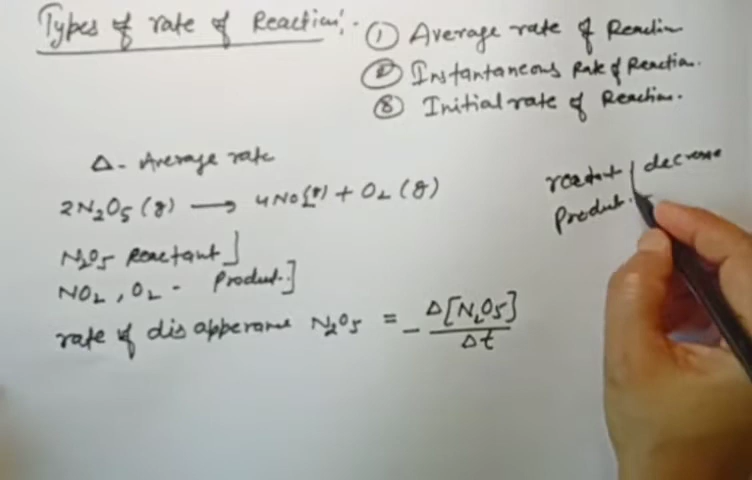 Types of rate of Reaction:-
① Average rate of Reaction
② Instantaneous Rate of Reaction.
③ Initial rate of Reaction.
Δ - Average rate
2N₂O₅(g) ⟶ 4NO₂(g) + O₂(g)
N₂O₅ Reactant]
NO₂, O₂ - Product.]
rate of disapperance N₂O₅ = - Δ[N₂O₅] / Δt
reactant | decrease
Product.